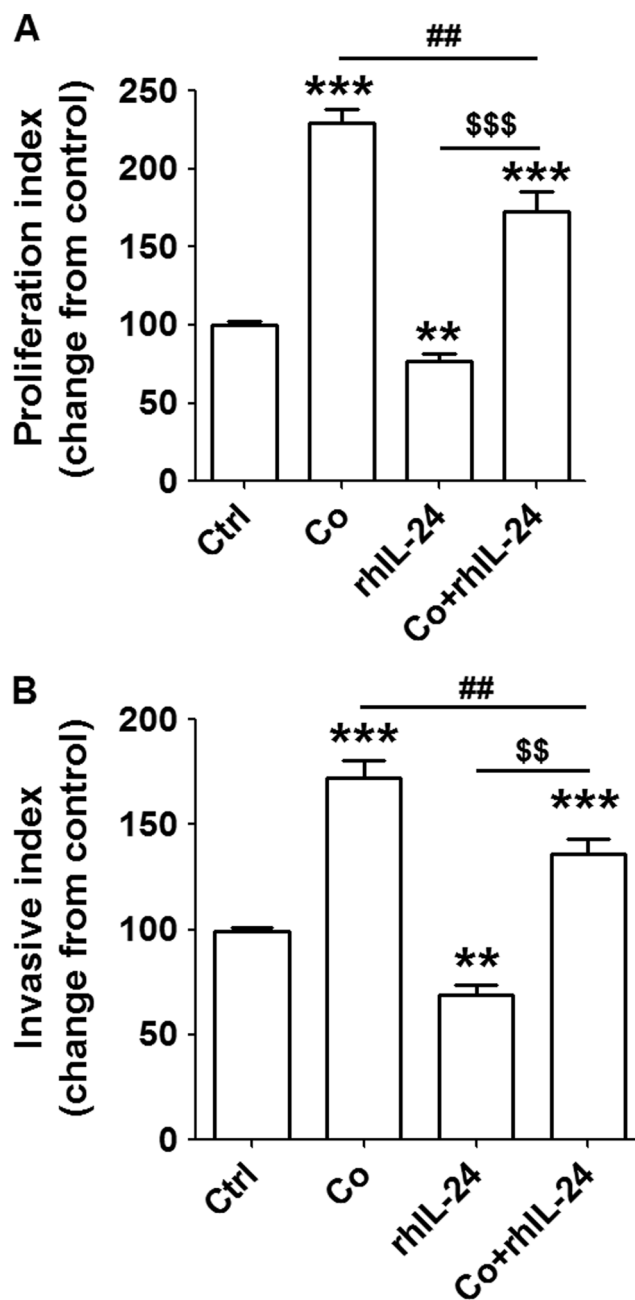 A
##
***
$$$
***
**
250
200
150
100
50
0
Proliferation index
(change from control)
Ctrl
Co
rhIL-24
Co+rhIL-24
B
##
***
$$
***
**
200
150
100
50
0
Invasive index
(change from control)
Ctrl
Co
rhIL-24
Co+rhIL-24